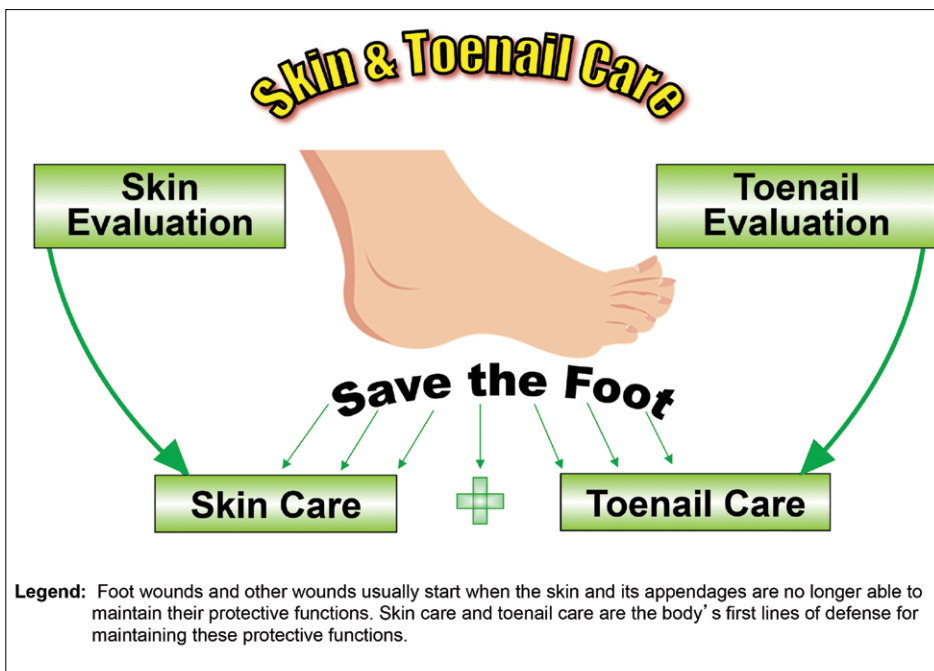 Skin & Toenail Care
Skin
Evaluation
Toenail
Evaluation
Save the Foot
Skin Care
Toenail Care
Legend: Foot wounds and other wounds usually start when the skin and its appendages are no longer able to
maintain their protective functions. Skin care and toenail care are the body’s first lines of defense for
maintaining these protective functions.